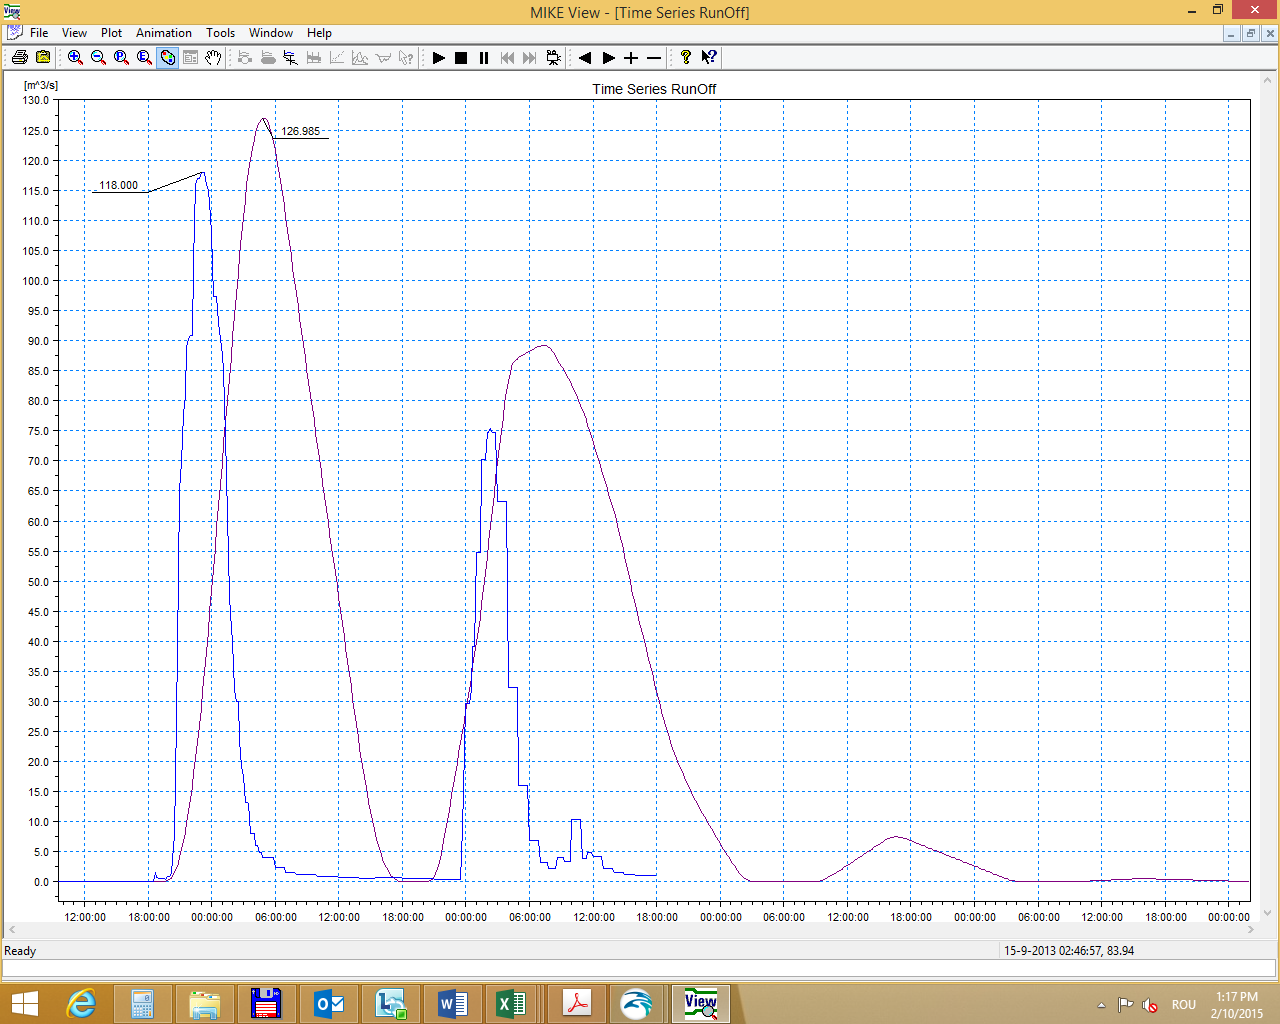 View
MIKE View - [Time Series RunOff]
File View Plot Animation Tools Window Help
[m^3/s]
Time Series RunOff
130.0
125.0
120.0
115.0
110.0
105.0
100.0
95.0
90.0
85.0
80.0
75.0
70.0
65.0
60.0
55.0
50.0
45.0
40.0
35.0
30.0
25.0
20.0
15.0
10.0
5.0
0.0
126.985
118.000
12:00:00 18:00:00 00:00:00 06:00:00 12:00:00 18:00:00 00:00:00 06:00:00 12:00:00 18:00:00 00:00:00 06:00:00 12:00:00 18:00:00 00:00:00 06:00:00 12:00:00 18:00:00 00:00:00
Ready
15-9-2013 02:46:57, 83.94
View
ROU
1:17 PM
2/10/2015